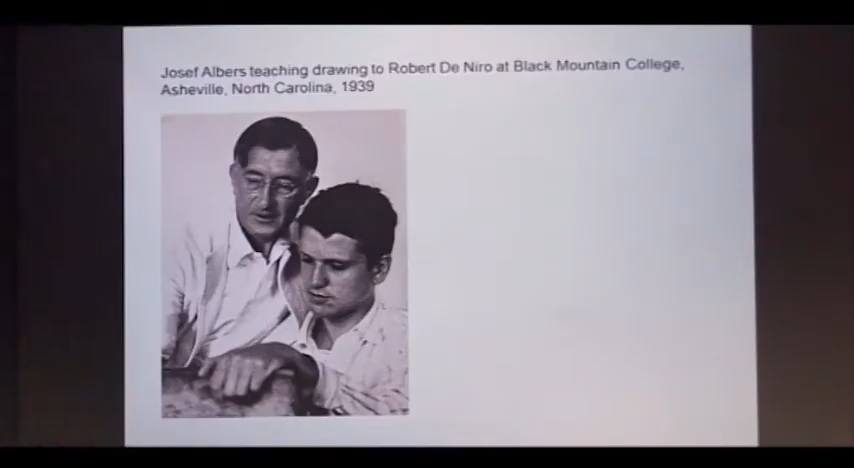 Josef Albers teaching drawing to Robert De Niro at Black Mountain College,
Asheville, North Carolina, 1939